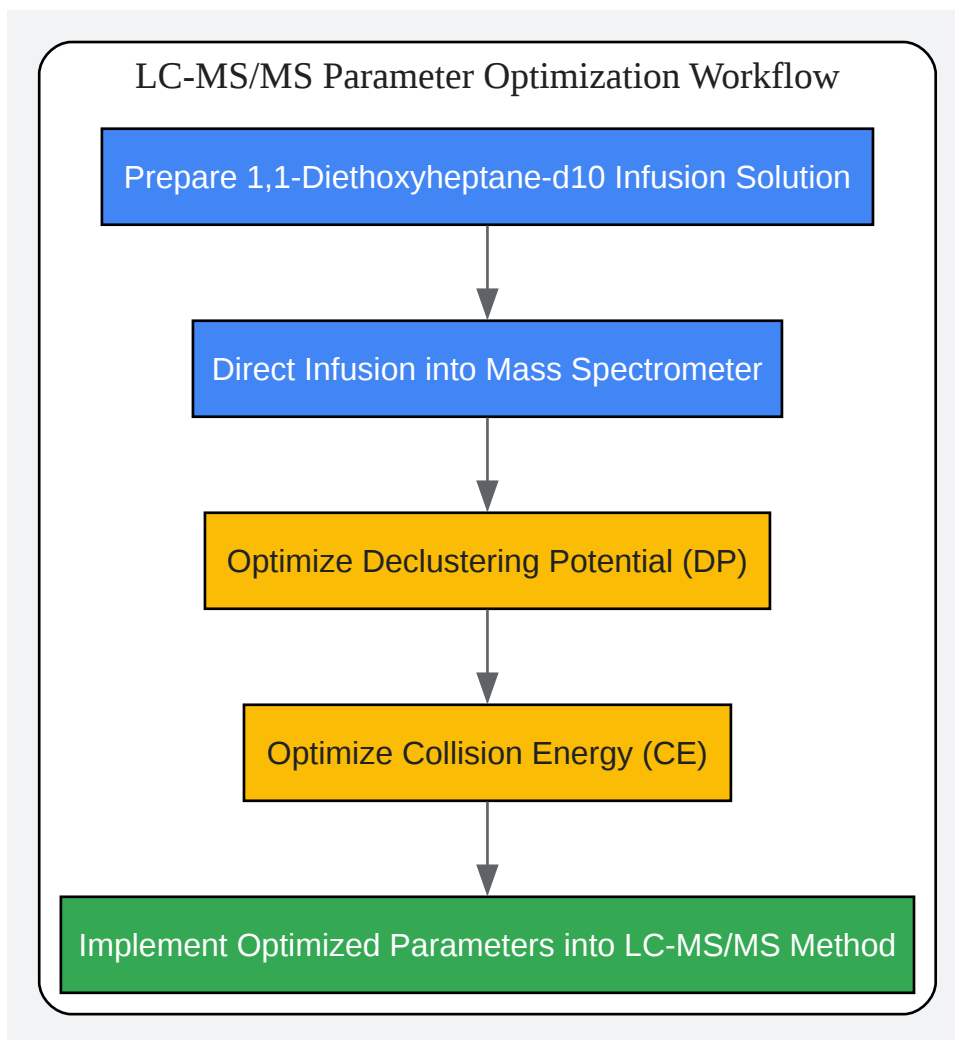 LC-MS/MS Parameter Optimization Workflow
Prepare 1,1-Diethoxyheptane-d10 Infusion Solution
Direct Infusion into Mass Spectrometer
Optimize Declustering Potential (DP)
Optimize Collision Energy (CE)
Implement Optimized Parameters into LC-MS/MS Method